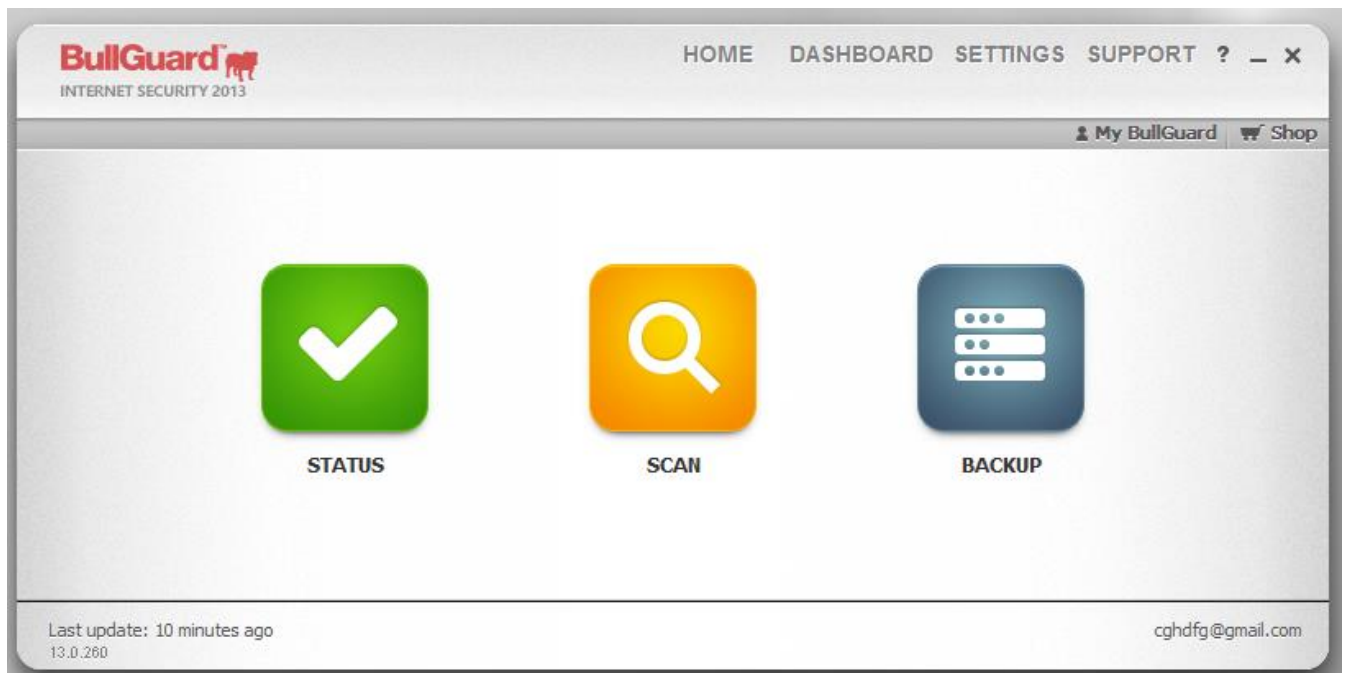 BullGuard™
INTERNET SECURITY 2013
HOME DASHBOARD SETTINGS SUPPORT ? _ ×
My BullGuard Shop
STATUS SCAN BACKUP
Last update: 10 minutes ago
13.0.260
cghdfg@gmail.com